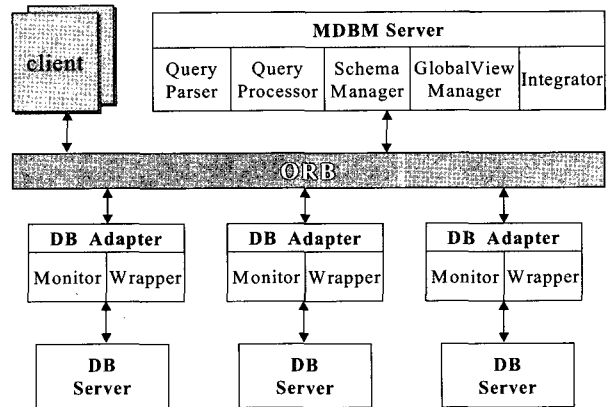 client
MDBM Server
Query Parser
Query Processor
Schema Manager
GlobalView Manager
Integrator
ORB
DB Adapter
Monitor
Wrapper
DB Adapter
Monitor
Wrapper
DB Adapter
Monitor
Wrapper
DB Server
DB Server
DB Server